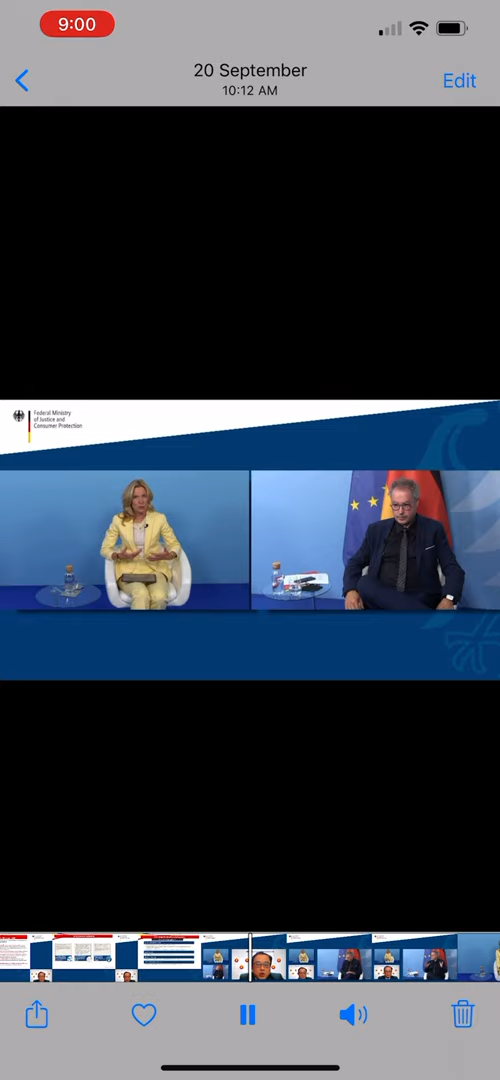 9:00
20 September
10:12 AM
Edit
Federal Ministry
of Justice and
Consumer Protection